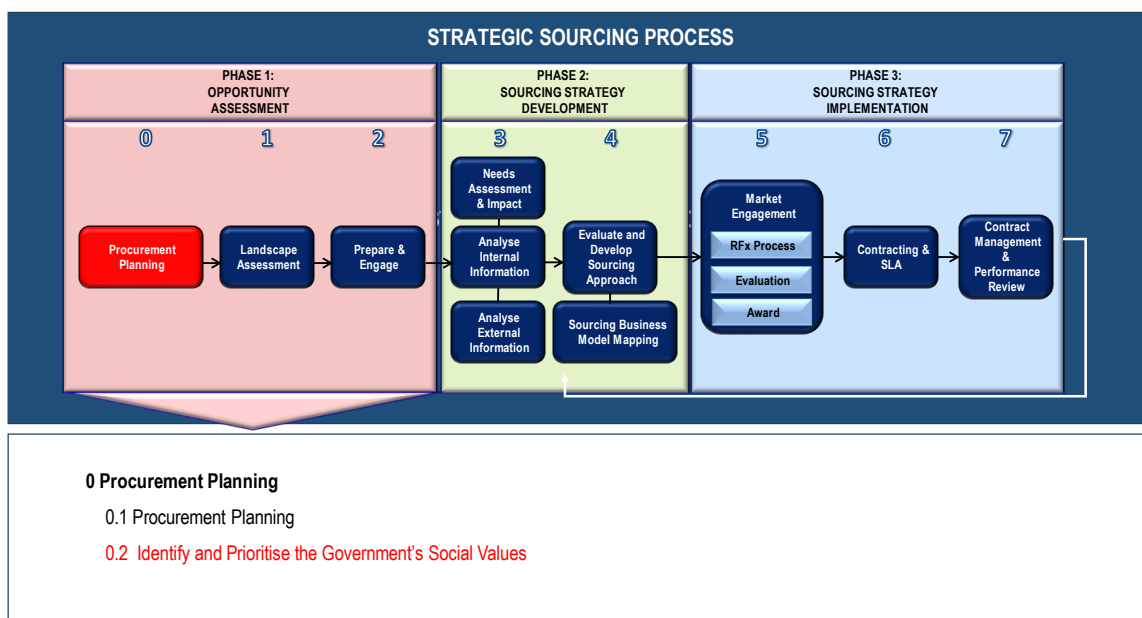 STRATEGIC SOURCING PROCESS
PHASE 1:
OPPORTUNITY
ASSESSMENT
PHASE 2:
SOURCING STRATEGY
DEVELOPMENT
PHASE 3:
SOURCING STRATEGY
IMPLEMENTATION
0
1
2
3
4
5
6
7
Procurement
Planning
Landscape
Assessment
Prepare &
Engage
Needs
Assessment
& Impact
Analyse
Internal
Information
Analyse
External
Information
Evaluate and
Develop
Sourcing
Approach
Sourcing Business
Model Mapping
Market
Engagement
RFx Process
Evaluation
Award
Contracting &
SLA
Contract
Management
&
Performance
Review
0 Procurement Planning
0.1 Procurement Planning
0.2 Identify and Prioritise the Government's Social Values